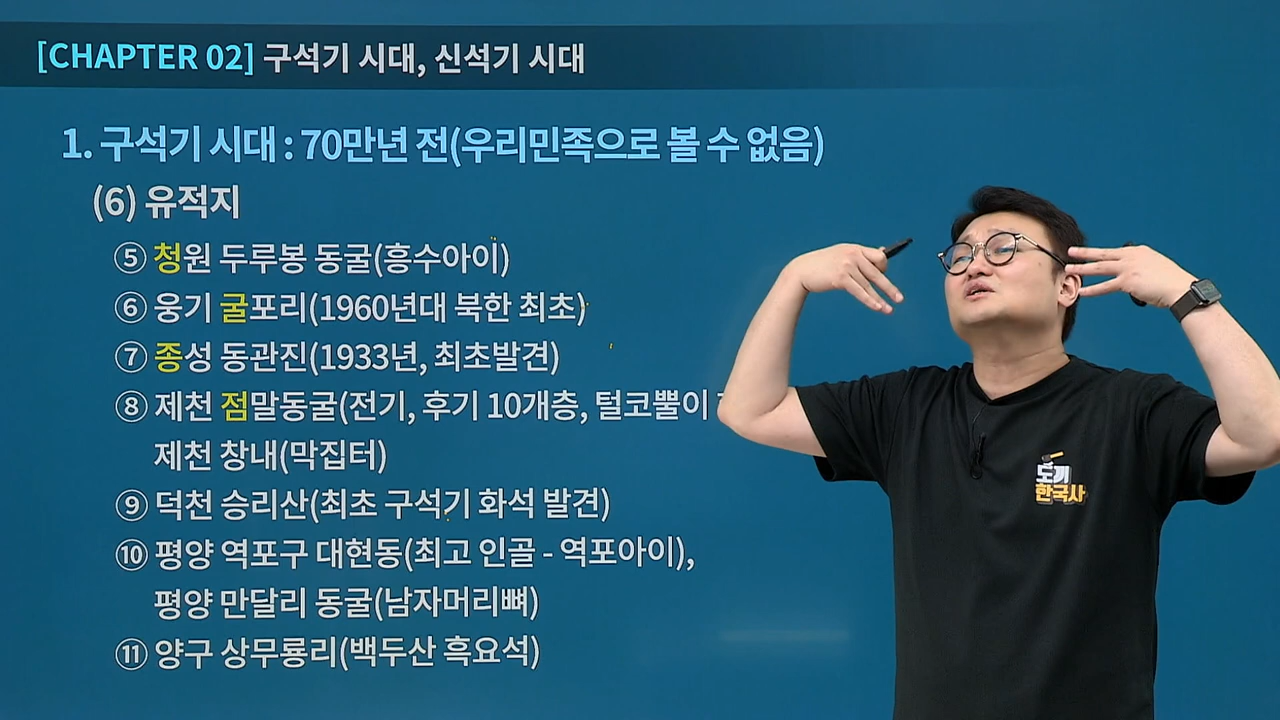 [CHAPTER 02] 구석기 시대, 신석기 시대
1. 구석기 시대 : 70만년 전(우리민족으로 볼 수 없음)
(6) 유적지
⑤ 청원 두루봉 동굴(흥수아이)
⑥ 웅기 굴포리(1960년대 북한 최초)
⑦ 종성 동관진(1933년, 최초발견)
⑧ 제천 점말동굴(전기, 후기 10개층, 털코뿔이
제천 창내(막집터)
⑨ 덕천 승리산(최초 구석기 화석 발견)
⑩ 평양 역포구 대현동(최고 인골 - 역포아이),
평양 만달리 동굴(남자머리뼈)
⑪ 양구 상무룡리(백두산 흑요석)
도끼
한국사